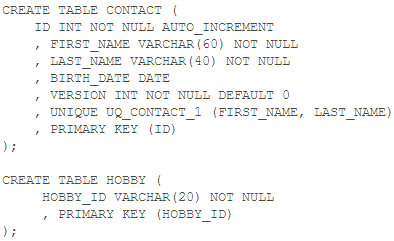 CREATE TABLE CONTACT (
ID INT NOT NULL AUTO_INCREMENT
, FIRST_NAME VARCHAR(60) NOT NULL
, LAST_NAME VARCHAR(40) NOT NULL
, BIRTH_DATE DATE
, VERSION INT NOT NULL DEFAULT 0
, UNIQUE UQ_CONTACT_1 (FIRST_NAME, LAST_NAME)
, PRIMARY KEY (ID)
);
CREATE TABLE HOBBY (
HOBBY_ID VARCHAR(20) NOT NULL
, PRIMARY KEY (HOBBY_ID)
);